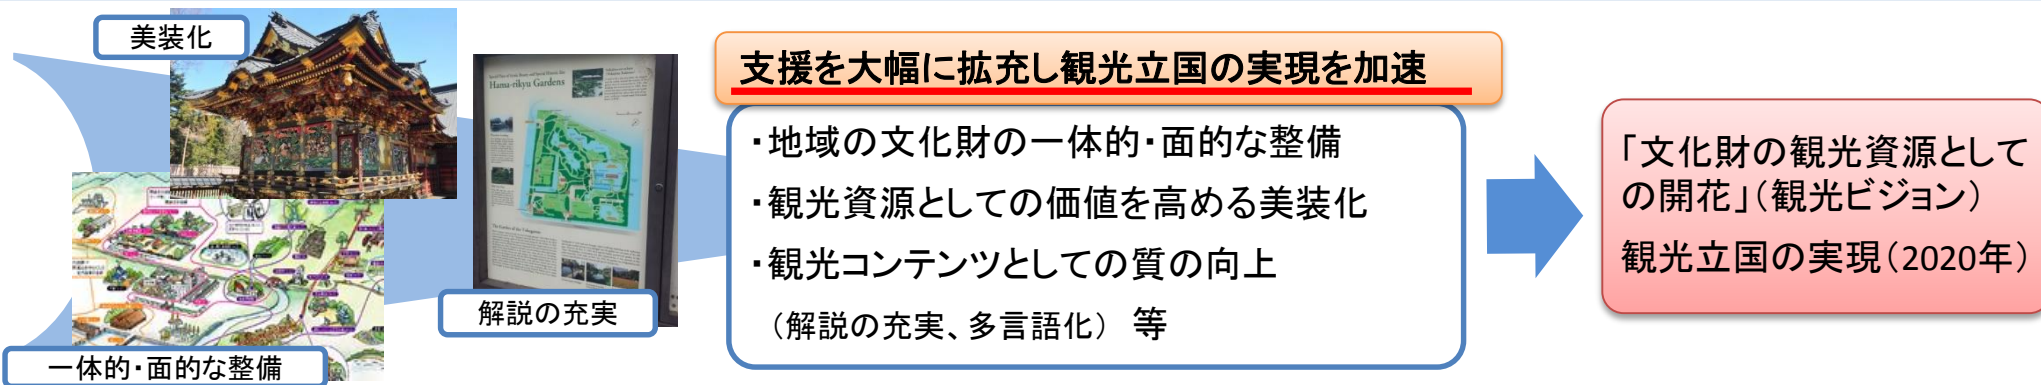 美装化
Hama-rikyu Gardens
解説の充実
一体的・面的な整備
支援を大幅に拡充し観光立国の実現を加速
・地域の文化財の一体的・面的な整備
・観光資源としての価値を高める美装化
・観光コンテンツとしての質の向上
（解説の充実、多言語化） 等
「文化財の観光資源として
の開花」（観光ビジョン）
観光立国の実現（2020年）